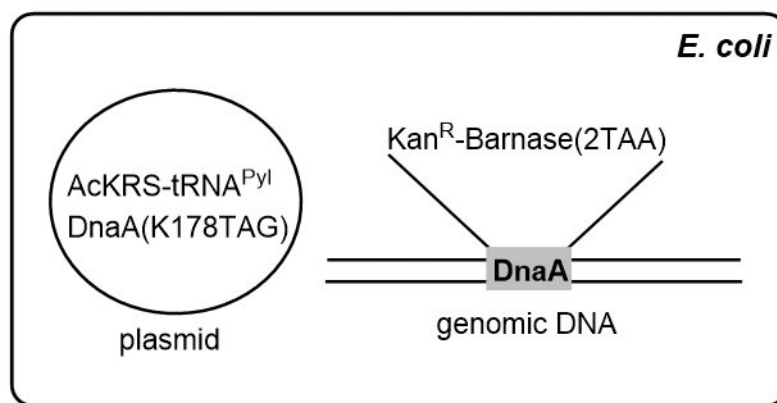 E. coli
AcKRS-tRNA^Pyl
DnaA(K178TAG)
plasmid
Kan^R-Barnase(2TAA)
DnaA
genomic DNA